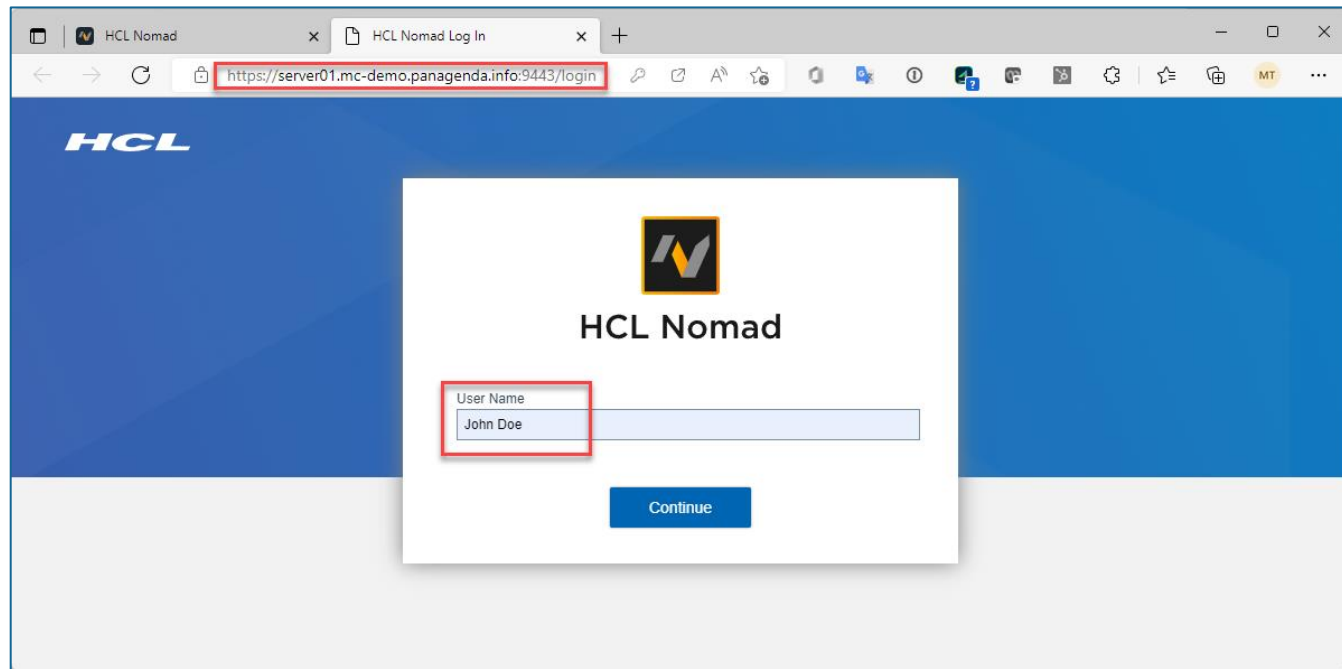 HCL Nomad
HCL Nomad Log In
https://server01.mc-demo.panagenda.info:9443/login
MT
HCL
HCL Nomad
User Name
John Doe
Continue